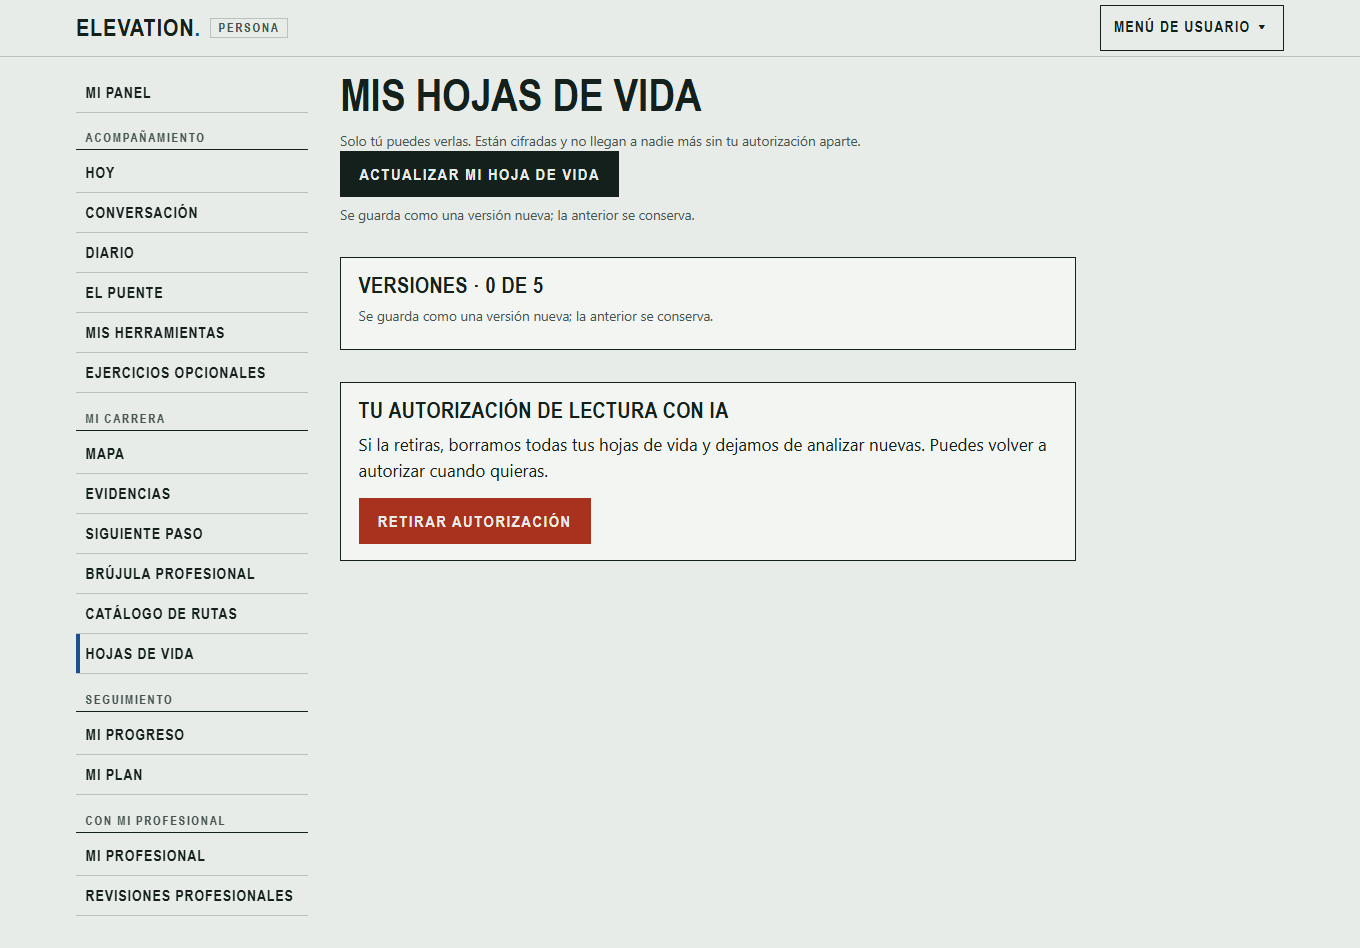 ELEVATION.
PERSONA
MENÚ DE USUARIO
MI PANEL
ACOMPAÑAMIENTO
HOY
CONVERSACIÓN
DIARIO
EL PUENTE
MIS HERRAMIENTAS
EJERCICIOS OPCIONALES
MI CARRERA
MAPA
EVIDENCIAS
SIGUIENTE PASO
BRÚJULA PROFESIONAL
CATÁLOGO DE RUTAS
HOJAS DE VIDA
SEGUIMIENTO
MI PROGRESO
MI PLAN
CON MI PROFESIONAL
MI PROFESIONAL
REVISIONES PROFESIONALES
MIS HOJAS DE VIDA
Solo tú puedes verlas. Están cifradas y no llegan a nadie más sin tu autorización aparte.
ACTUALIZAR MI HOJA DE VIDA
Se guarda como una versión nueva; la anterior se conserva.
VERSIONES · 0 DE 5
Se guarda como una versión nueva; la anterior se conserva.
TU AUTORIZACIÓN DE LECTURA CON IA
Si la retiras, borramos todas tus hojas de vida y dejamos de analizar nuevas. Puedes volver a
autorizar cuando quieras.
RETIRAR AUTORIZACIÓN